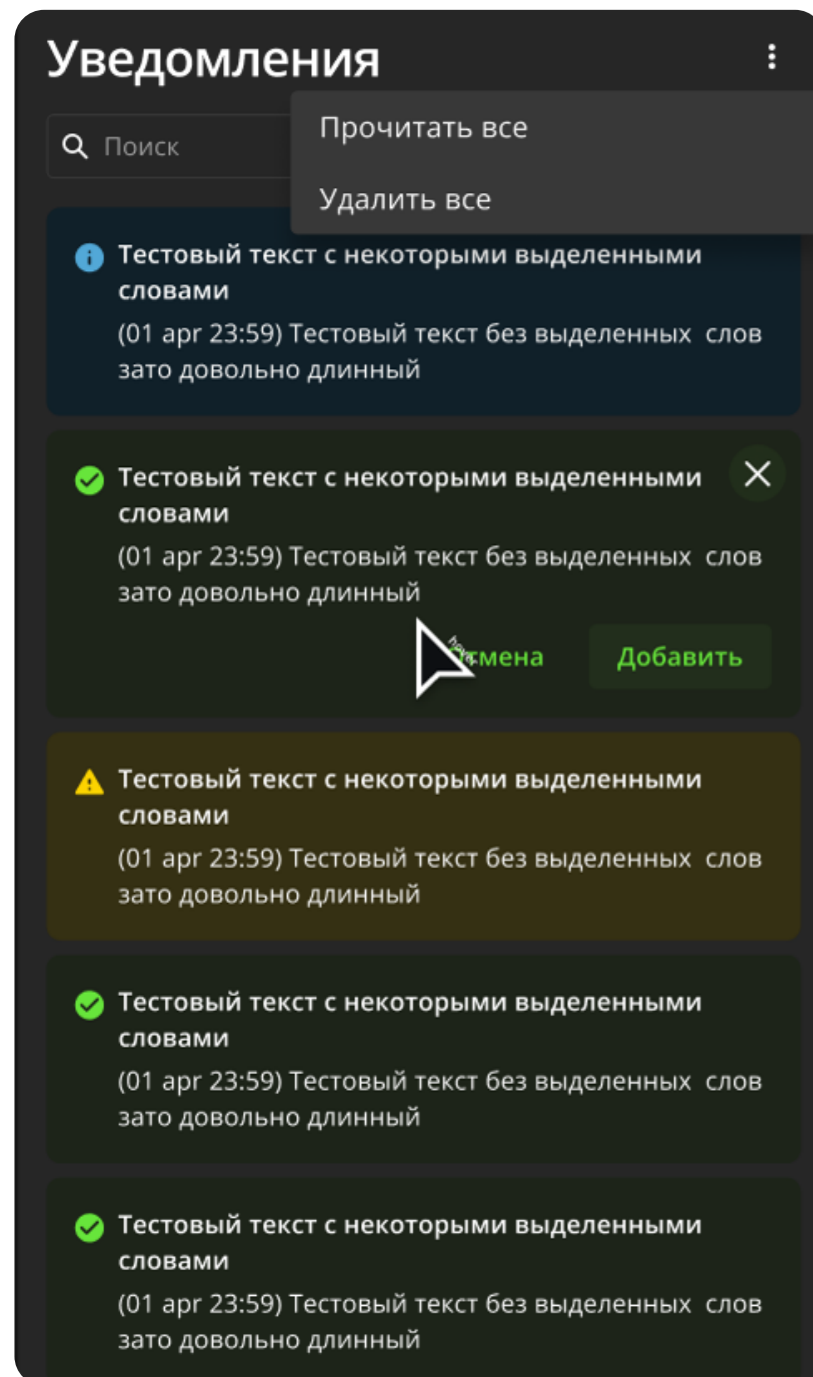 Уведомления
Поиск
Прочитать все
Удалить все
Тестовый текст с некоторыми выделенными
словами
(01 apr 23:59) Тестовый текст без выделенных  слов
зато довольно длинный
Тестовый текст с некоторыми выделенными
словами
(01 apr 23:59) Тестовый текст без выделенных  слов
зато довольно длинный
Отмена
Добавить
Тестовый текст с некоторыми выделенными
словами
(01 apr 23:59) Тестовый текст без выделенных  слов
зато довольно длинный
Тестовый текст с некоторыми выделенными
словами
(01 apr 23:59) Тестовый текст без выделенных  слов
зато довольно длинный
Тестовый текст с некоторыми выделенными
словами
(01 apr 23:59) Тестовый текст без выделенных  слов
зато довольно длинный